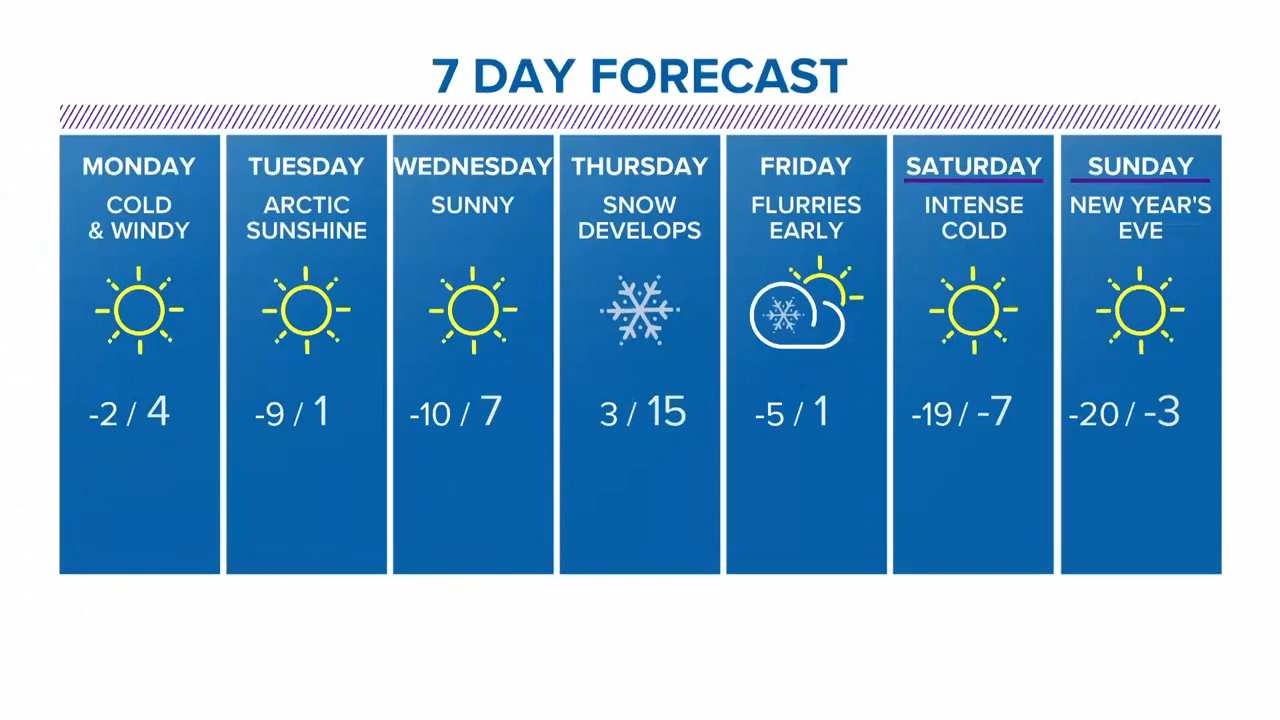 7 DAY FORECAST
MONDAY
COLD
& WINDY
-2 / 4
TUESDAY
ARCTIC
SUNSHINE
-9 / 1
WEDNESDAY
SUNNY
-10 / 7
THURSDAY
SNOW
DEVELOPS
3 / 15
FRIDAY
FLURRIES
EARLY
-5 / 1
SATURDAY
INTENSE
COLD
-19 / -7
SUNDAY
NEW YEAR'S
EVE
-20 / -3